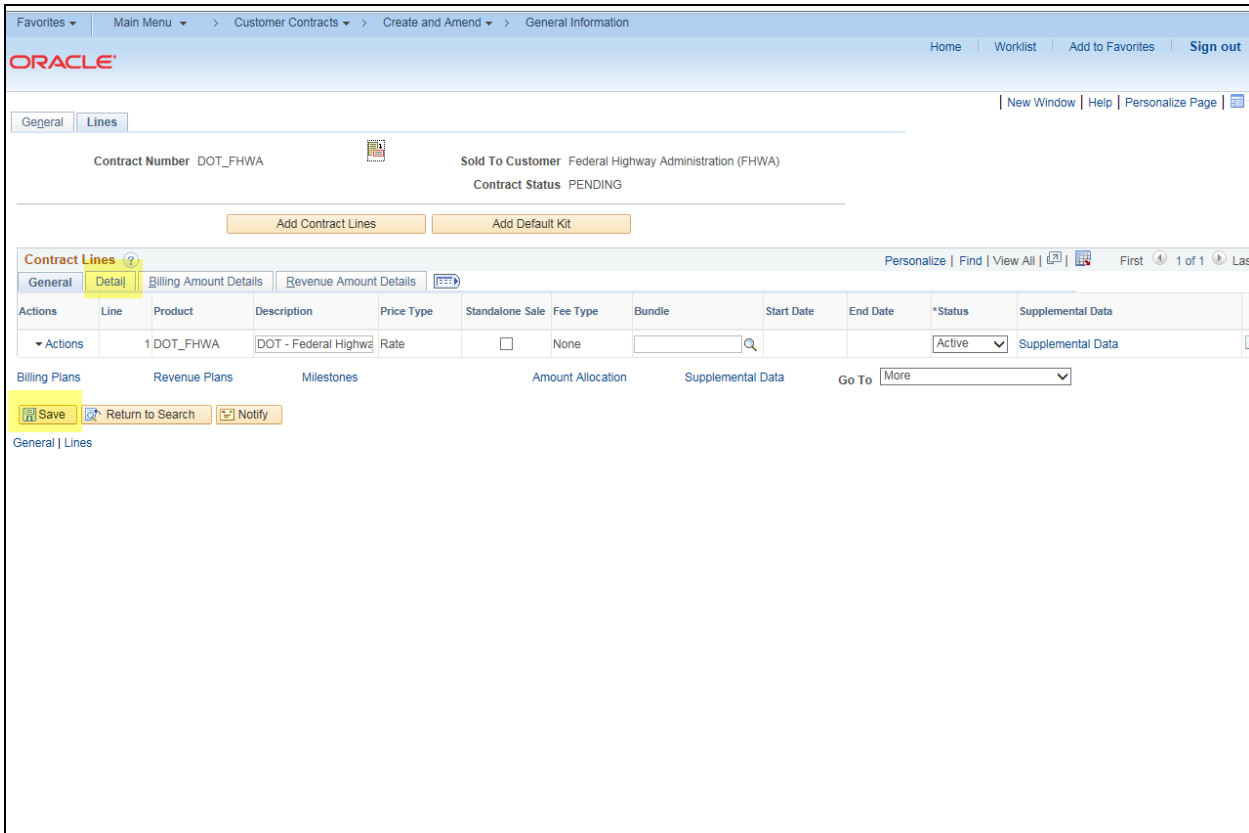 Favorites Main Menu > Customer Contracts > Create and Amend > General Information
Home Worklist Add to Favorites Sign out
ORACLE
New Window | Help | Personalize Page |
General Lines
Contract Number DOT_FHWA Sold To Customer Federal Highway Administration (FHWA)
Contract Status PENDING
Add Contract Lines Add Default Kit
Contract Lines ? Personalize | Find | View All | First 1 of 1 Las
General Detail Billing Amount Details Revenue Amount Details
Actions Line Product Description Price Type Standalone Sale Fee Type Bundle Start Date End Date *Status Supplemental Data
Actions 1 DOT_FHWA DOT - Federal Highwa Rate None Active Supplemental Data
Billing Plans Revenue Plans Milestones Amount Allocation Supplemental Data Go To More
Save Return to Search Notify
General | Lines